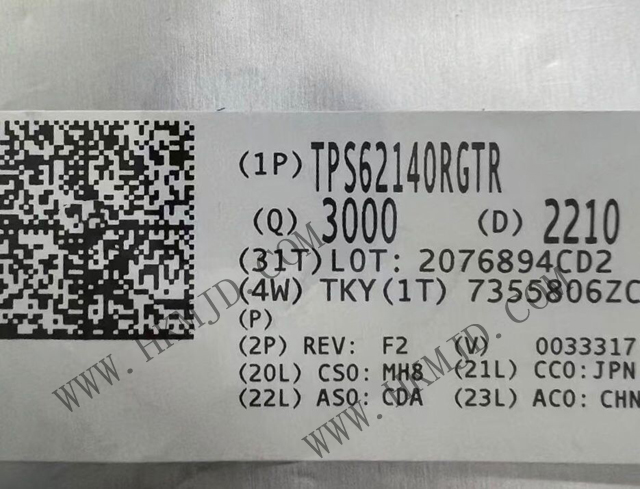 (1P) TPS62140RGTR
(Q) 3000 (D) 2210
(31T)LOT: 2076894CD2
(4W) TKY(1T) 7355806ZC
(P)
(2P) REV: F2 (V) 0033317
(20L) CSO: MH8 (21L) CCO:JPN
(22L) ASO: CDA (23L) ACO: CHN
WWW.HKMJD.COM
WWW.HKMJD.COM